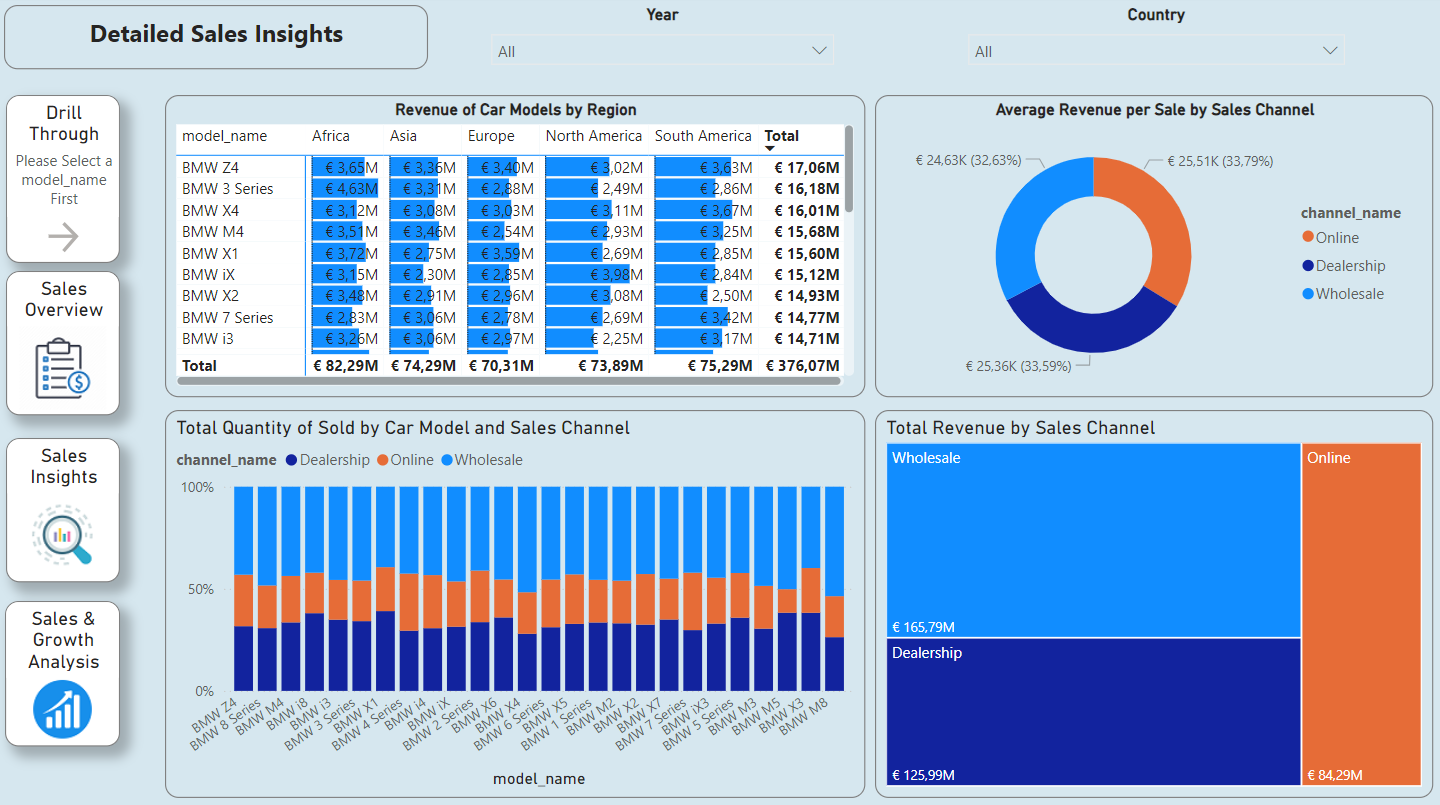 Detailed Sales Insights
Year
All
Country
All
Drill
Through
Please Select a
model_name
First
Sales
Overview
Sales
Insights
Sales &
Growth
Analysis
Revenue of Car Models by Region
model_name Africa Asia Europe North America South America Total
BMW Z4 € 3,65M € 3,36M € 3,40M € 3,02M € 3,63M € 17,06M
BMW 3 Series € 4,63M € 3,31M € 2,88M € 2,49M € 2,86M € 16,18M
BMW X4 € 3,12M € 3,08M € 3,03M € 3,11M € 3,67M € 16,01M
BMW M4 € 3,51M € 3,46M € 2,54M € 2,93M € 3,25M € 15,68M
BMW X1 € 3,72M € 2,75M € 3,59M € 2,69M € 2,85M € 15,60M
BMW iX € 3,15M € 2,30M € 2,85M € 3,98M € 2,84M € 15,12M
BMW X2 € 3,48M € 2,91M € 2,96M € 3,08M € 2,50M € 14,93M
BMW 7 Series € 2,83M € 3,06M € 2,78M € 2,69M € 3,42M € 14,77M
BMW i3 € 3,26M € 3,06M € 2,97M € 2,25M € 3,17M € 14,71M
Total € 82,29M € 74,29M € 70,31M € 73,89M € 75,29M € 376,07M
Average Revenue per Sale by Sales Channel
€ 24,63K (32,63%)
€ 25,51K (33,79%)
€ 25,36K (33,59%)
channel_name
Online
Dealership
Wholesale
Total Quantity of Sold by Car Model and Sales Channel
channel_name Dealership Online Wholesale
100%
50%
0%
BMW Z4
BMW 8 Series
BMW M4
BMW i8
BMW i3
BMW 3 Series
BMW X1
BMW 4 Series
BMW i4
BMW iX
BMW 2 Series
BMW X6
BMW X4
BMW 6 Series
BMW X5
BMW 1 Series
BMW M2
BMW X2
BMW X7
BMW 7 Series
BMW iX3
BMW 5 Series
BMW M3
BMW M5
BMW X3
BMW M8
model_name
Total Revenue by Sales Channel
Wholesale
€ 165,79M
Dealership
€ 125,99M
Online
€ 84,29M